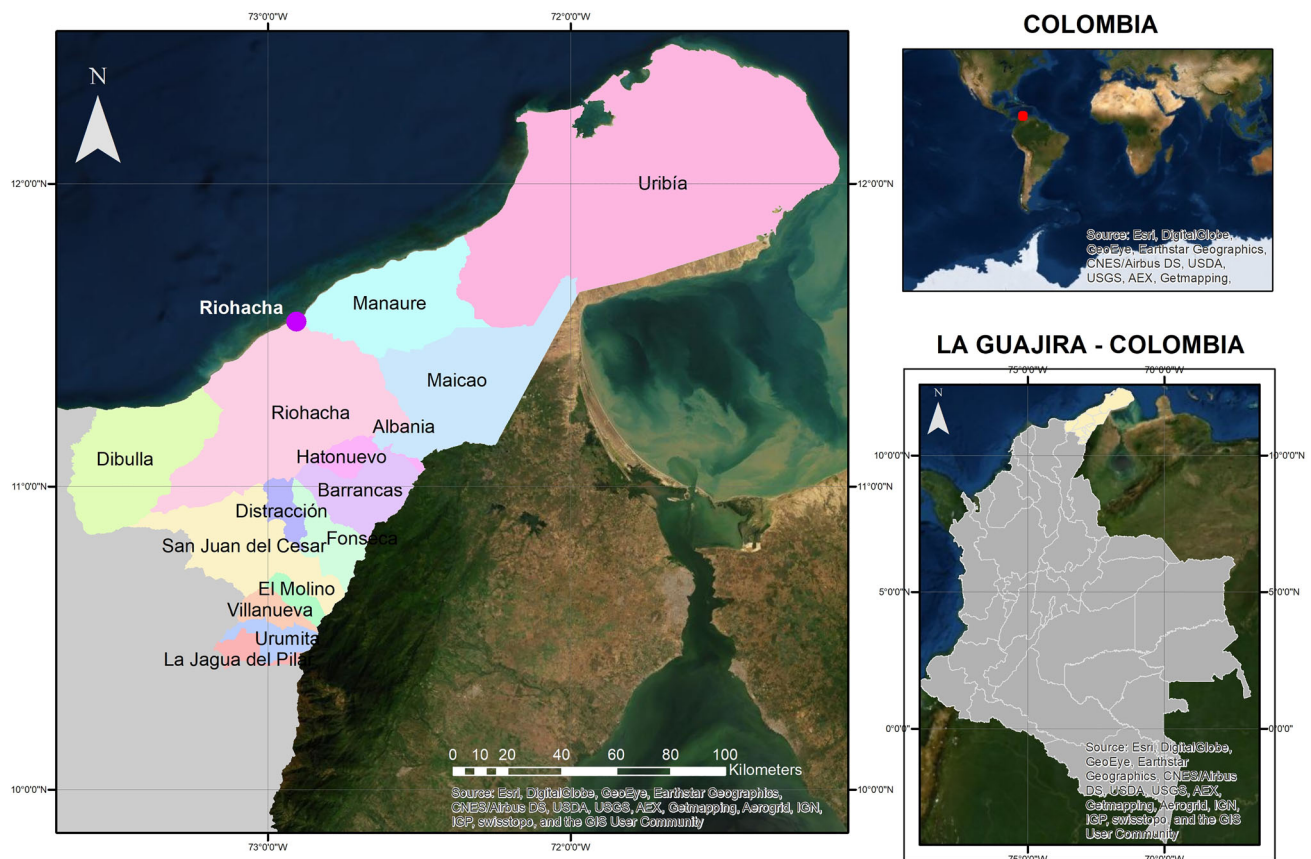 73°0'0"W
72°0'0"W
N
12°0'0"N
12°0'0"N
Uribía
Manaure
Riohacha
Maicao
Riohacha
Albania
Hatonuevo
Dibulla
Barrancas
11°0'0"N
11°0'0"N
Distracción
Fonseca
San Juan del Cesar
El Molino
Villanueva
Urumita
La Jagua del Pilar
0 10 20 40 60 80 100
Kilometers
Source: Esri, DigitalGlobe, GeoEye, Earthstar Geographics,
CNES/Airbus DS, USDA, USGS, AEX, Getmapping, Aerogrid, IGN,
IGP, swisstopo, and the GIS User Community
10°0'0"N
10°0'0"N
73°0'0"W
72°0'0"W
COLOMBIA
Source: Esri, DigitalGlobe,
GeoEye, Earthstar Geographics,
CNES/Airbus DS, USDA,
USGS, AEX, Getmapping,
LA GUAJIRA - COLOMBIA
75°0'0"W
70°0'0"W
N
10°0'0"N
10°0'0"N
5°0'0"N
5°0'0"N
0°0'0"
0°0'0"
Source: Esri, DigitalGlobe,
GeoEye, Earthstar
Geographics, CNES/Airbus
DS, USDA, USGS, AEX,
Getmapping, Aerogrid, IGN,
IGP, swisstopo, and the GIS
User Community
75°0'0"W
70°0'0"W